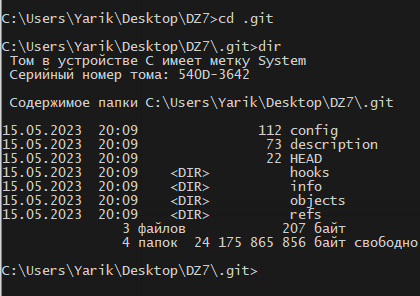 C:\Users\Yarik\Desktop\DZ7>cd .git
C:\Users\Yarik\Desktop\DZ7\.git>dir
Том в устройстве C имеет метку System
Серийный номер тома: 540D-3642
Содержимое папки C:\Users\Yarik\Desktop\DZ7\.git
15.05.2023  20:09               112 config
15.05.2023  20:09                73 description
15.05.2023  20:09                22 HEAD
15.05.2023  20:09    <DIR>          hooks
15.05.2023  20:09    <DIR>          info
15.05.2023  20:09    <DIR>          objects
15.05.2023  20:09    <DIR>          refs
3 файлов            207 байт
4 папок  24 175 865 856 байт свободно
C:\Users\Yarik\Desktop\DZ7\.git>